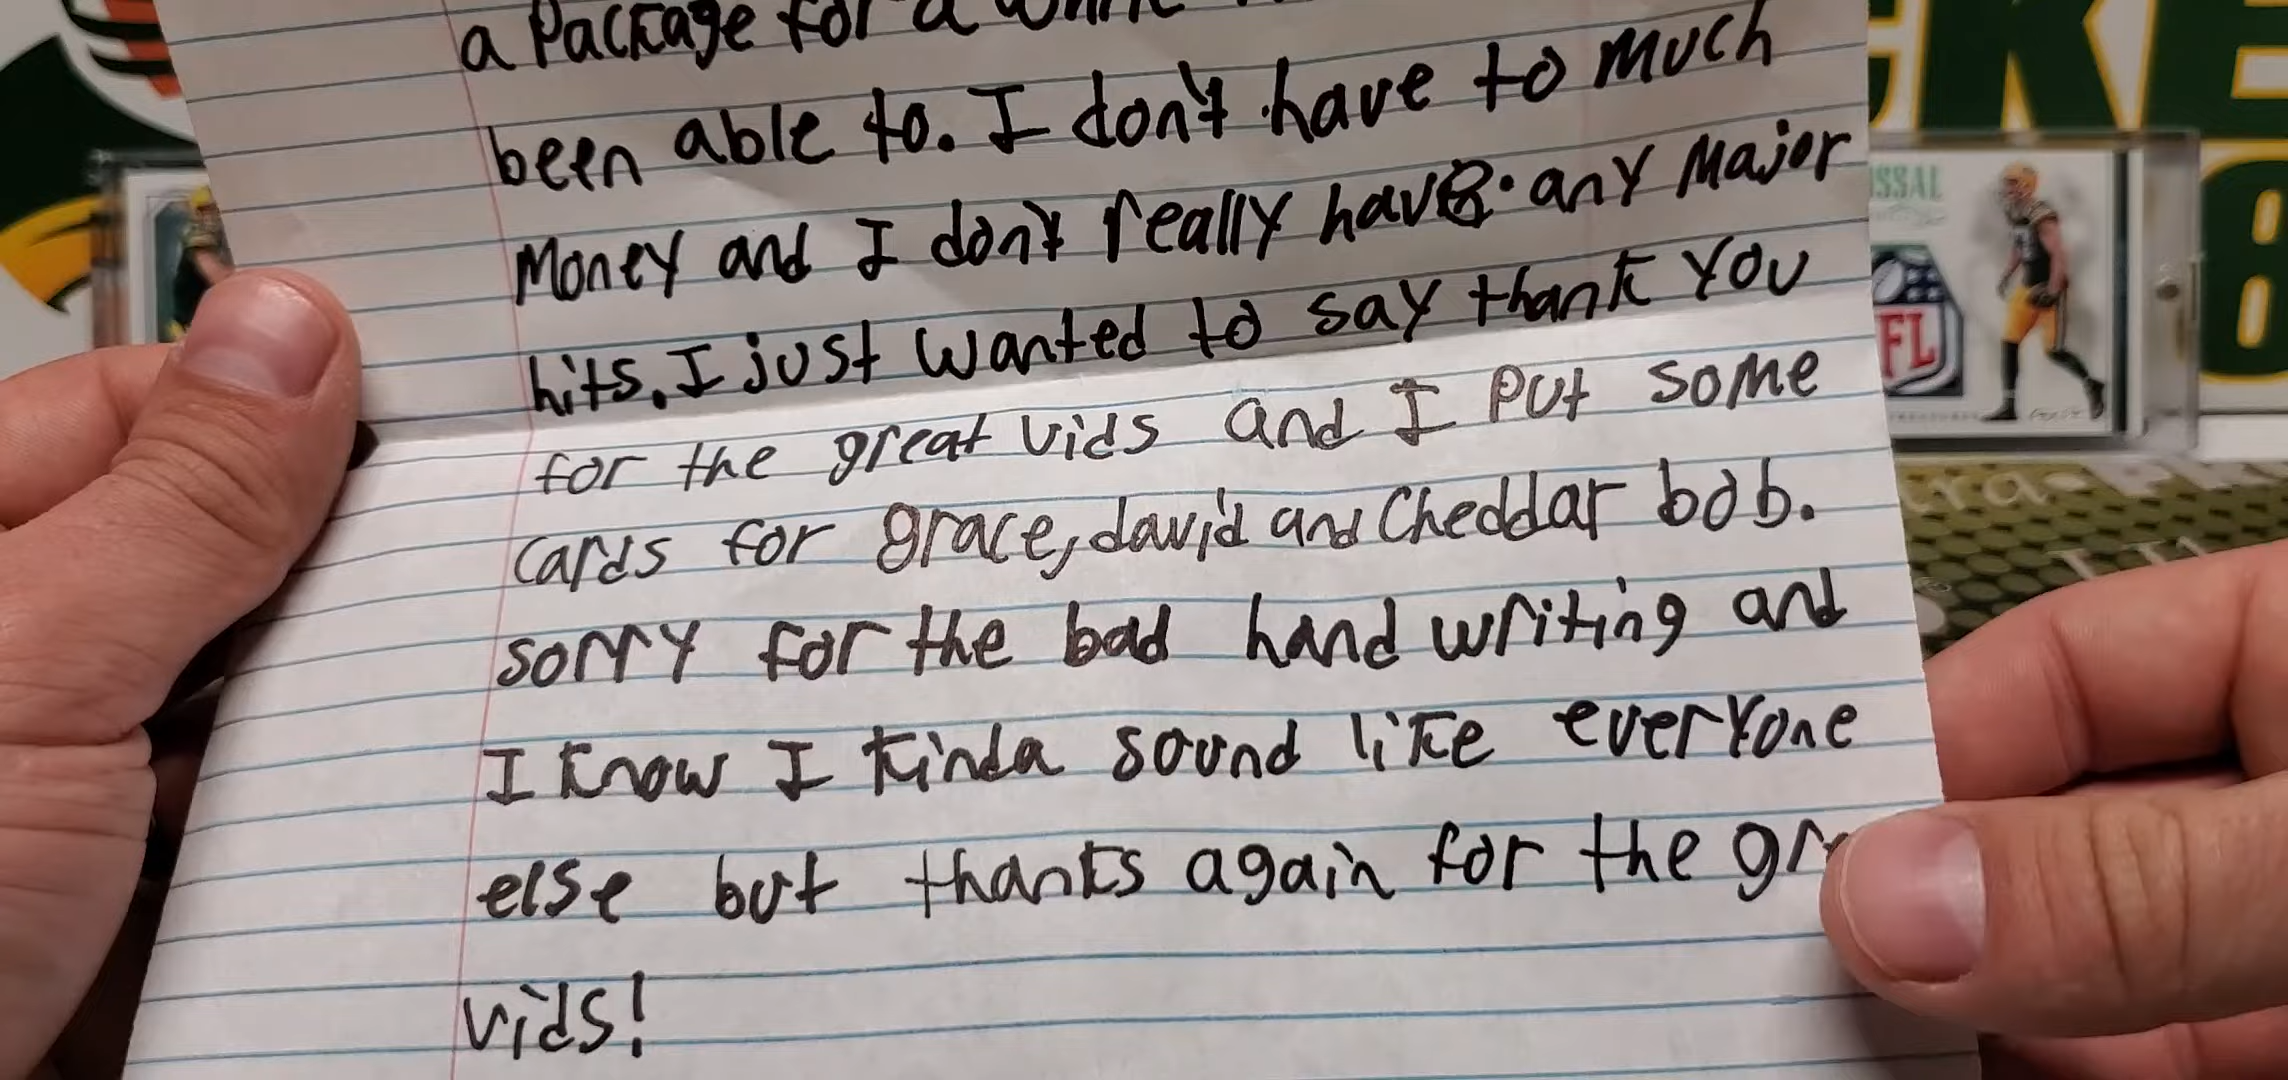 a Package for a
been able to. I don't have to much
Money and I don't really have any Major
hits. I just wanted to say thank you
for the great vids and I put some
cards for grace, david and Cheddar bob.
sorry for the bad hand writing and
I know I kinda sound like everyone
else but thanks again for the
vids!
SSAL
NFL